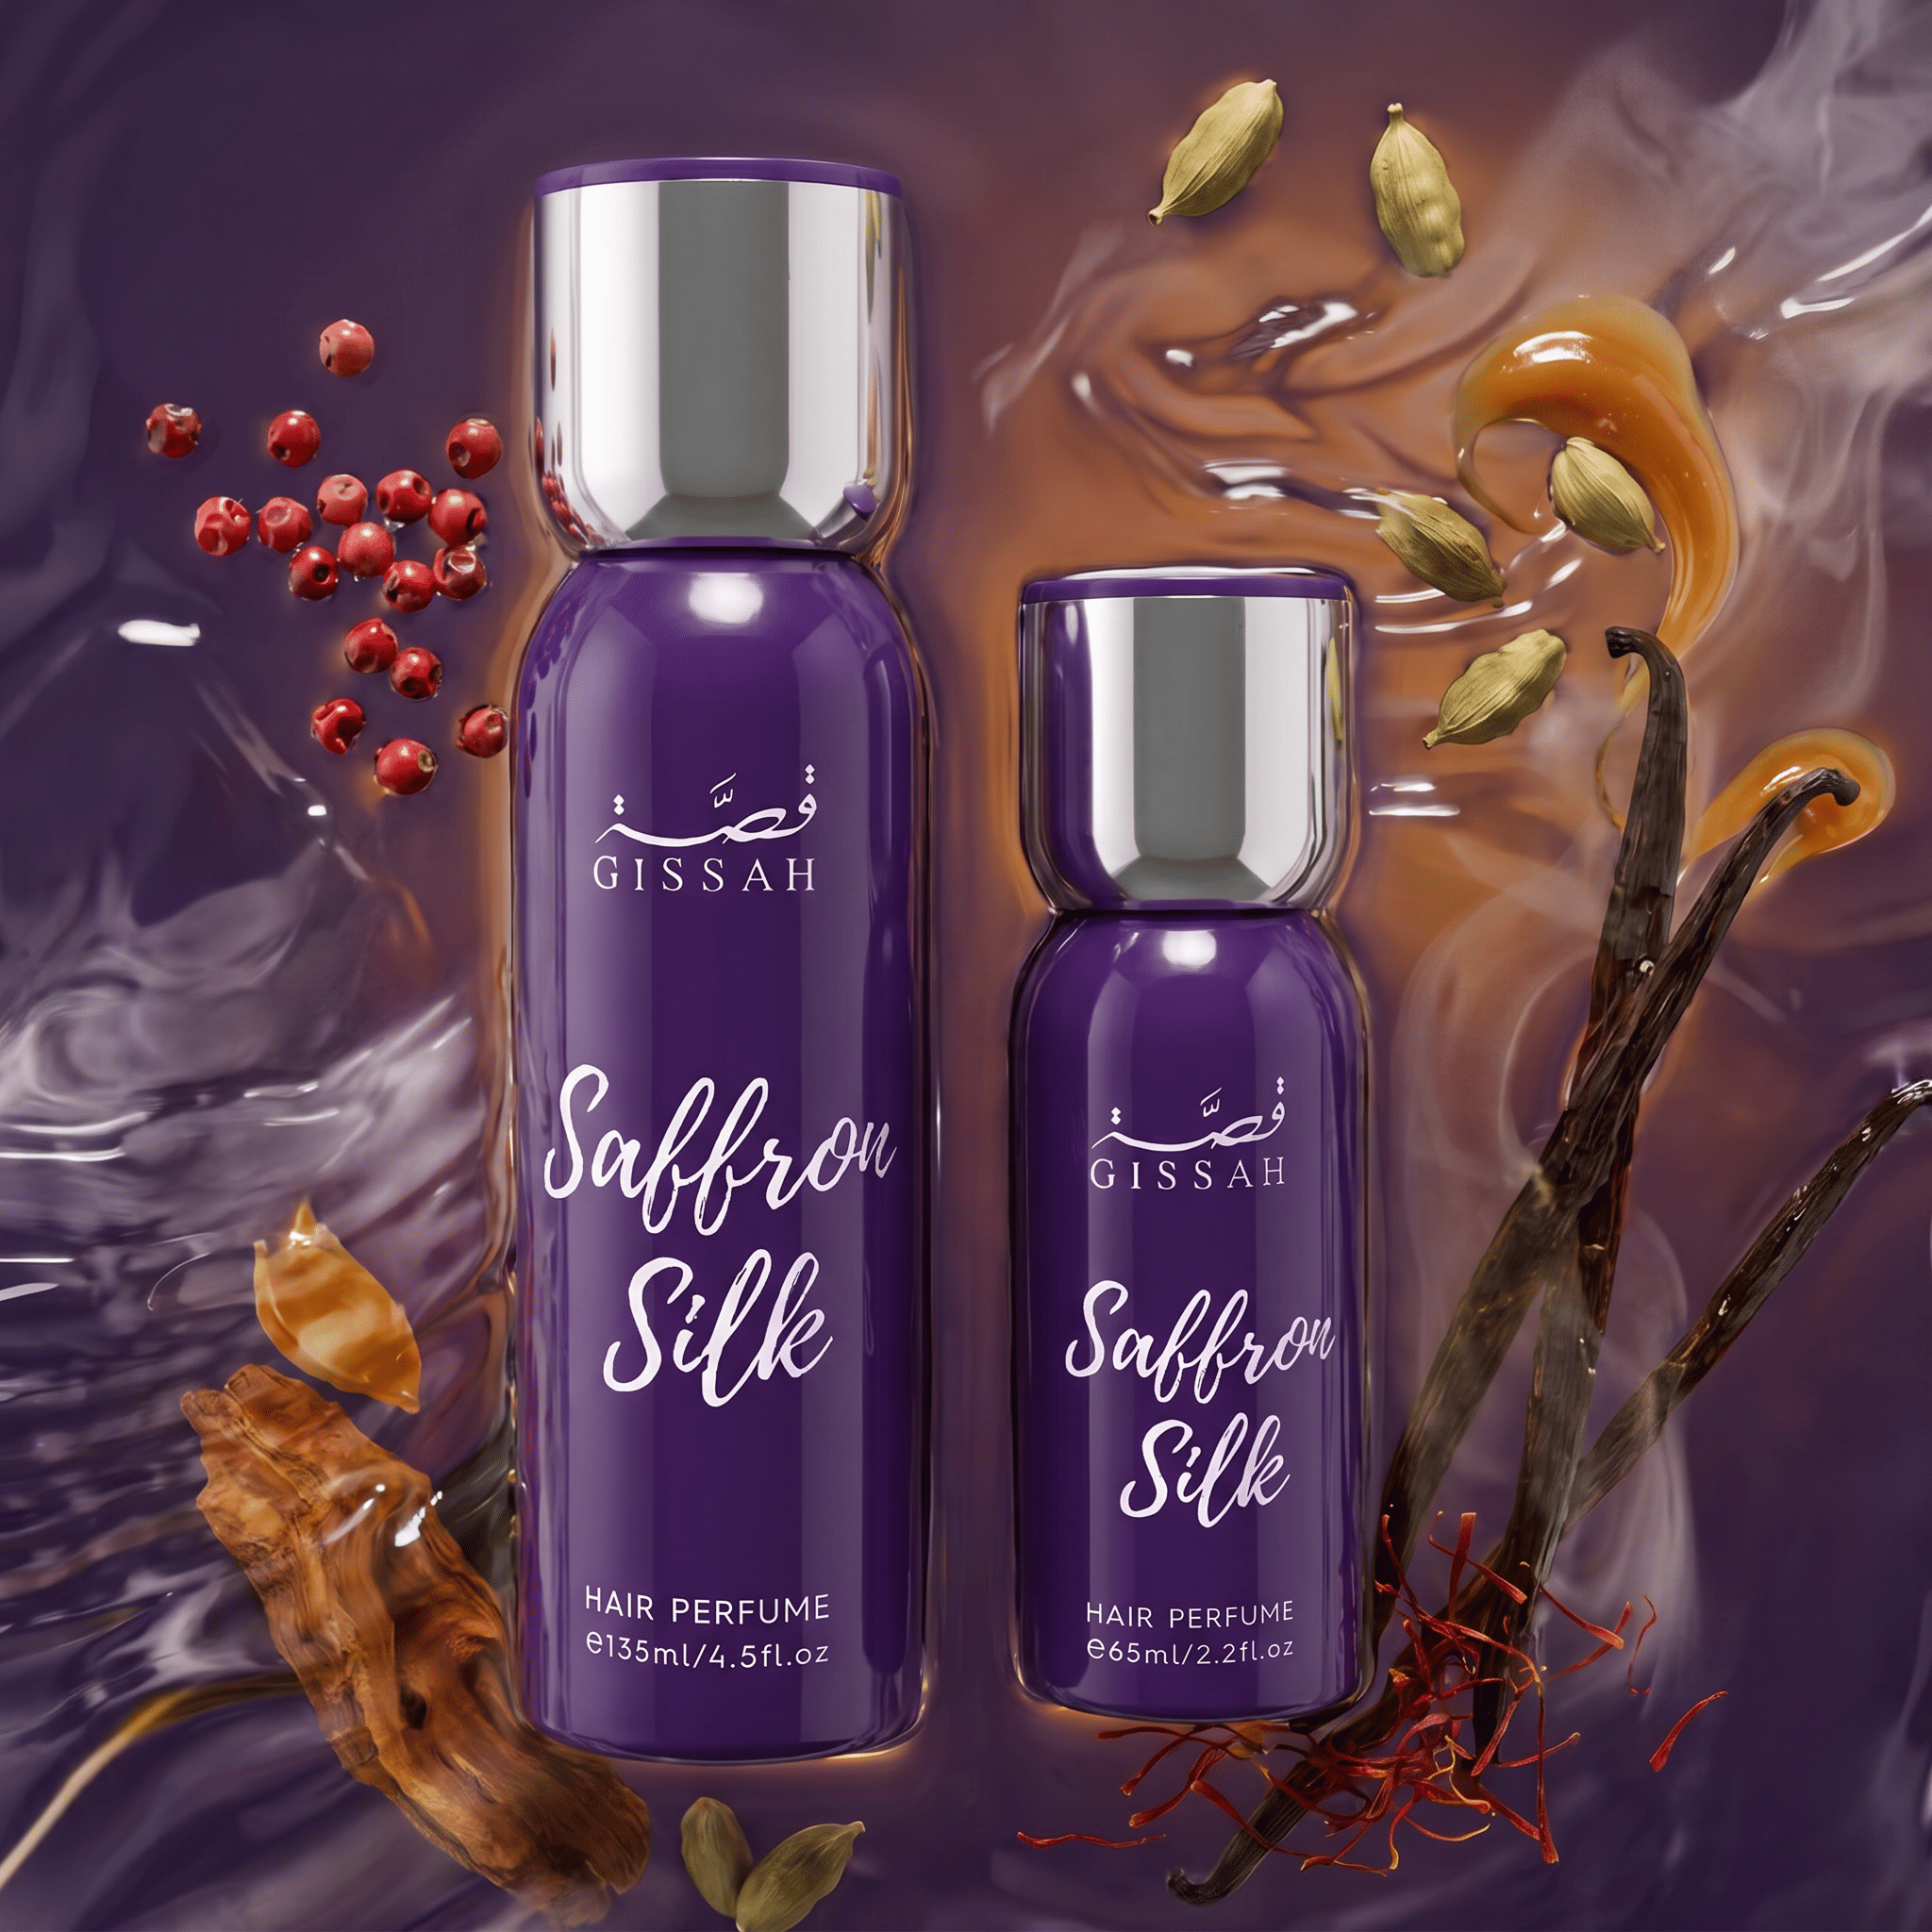 قصّة
GISSAH
Saffron
Silk
HAIR PERFUME
℮135ml/4.5fl.oz
قصّة
GISSAH
Saffron
Silk
HAIR PERFUME
℮65ml/2.2fl.oz